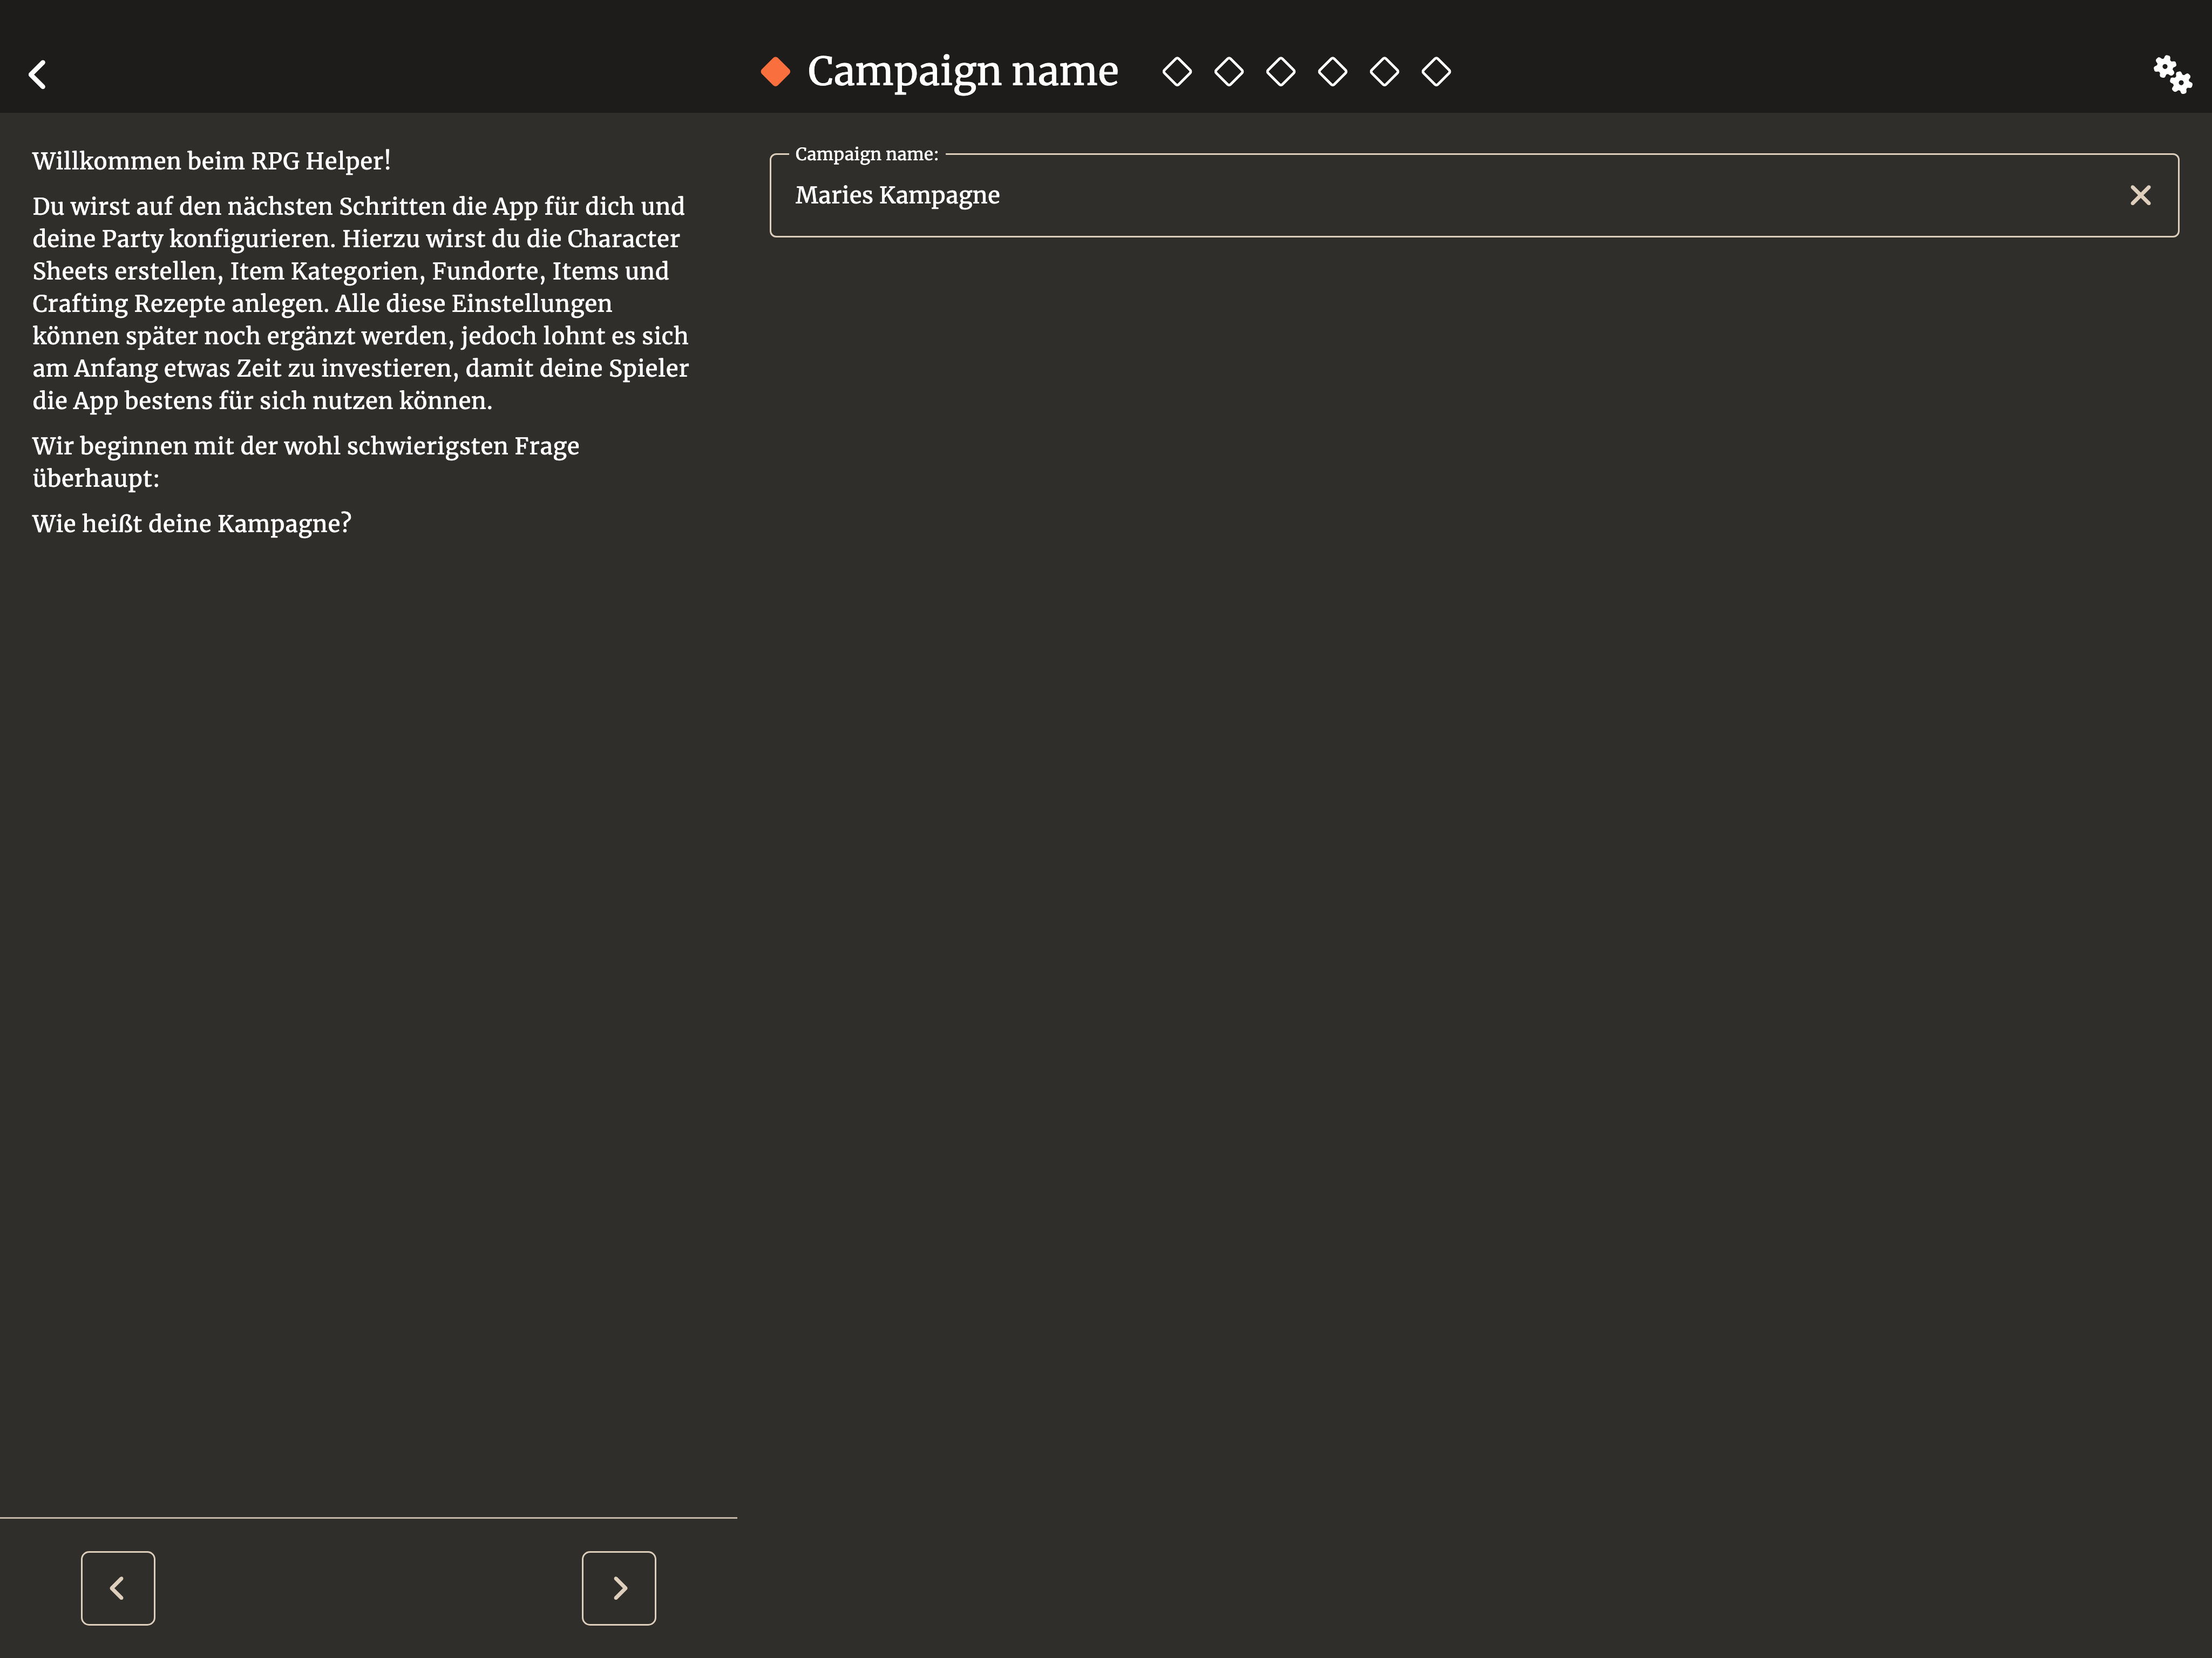 Campaign name
Willkommen beim RPG Helper!
Du wirst auf den nächsten Schritten die App für dich und
deine Party konfigurieren. Hierzu wirst du die Character
Sheets erstellen, Item Kategorien, Fundorte, Items und
Crafting Rezepte anlegen. Alle diese Einstellungen
können später noch ergänzt werden, jedoch lohnt es sich
am Anfang etwas Zeit zu investieren, damit deine Spieler
die App bestens für sich nutzen können.
Wir beginnen mit der wohl schwierigsten Frage
überhaupt:
Wie heißt deine Kampagne?
Campaign name:
Maries Kampagne